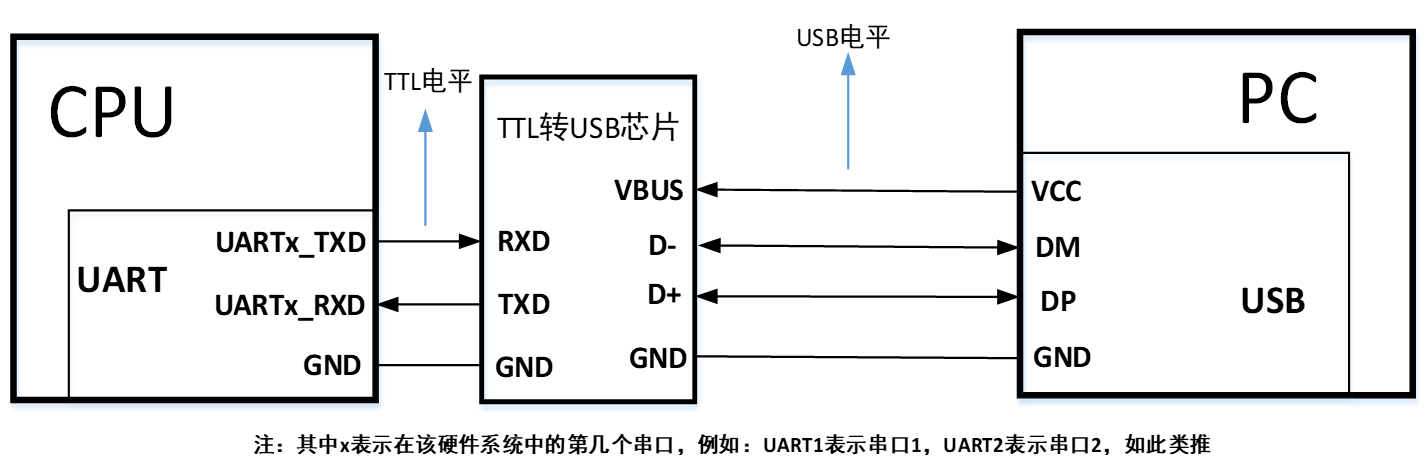 USB电平
TTL电平
CPU
TTL转USB芯片
PC
VBUS
VCC
UARTx_TXD
RXD
D-
DM
UART
UARTx_RXD
TXD
D+
DP
USB
GND
GND
GND
GND
注：其中x表示在该硬件系统中的第几个串口，例如：UART1表示串口1，UART2表示串口2，如此类推